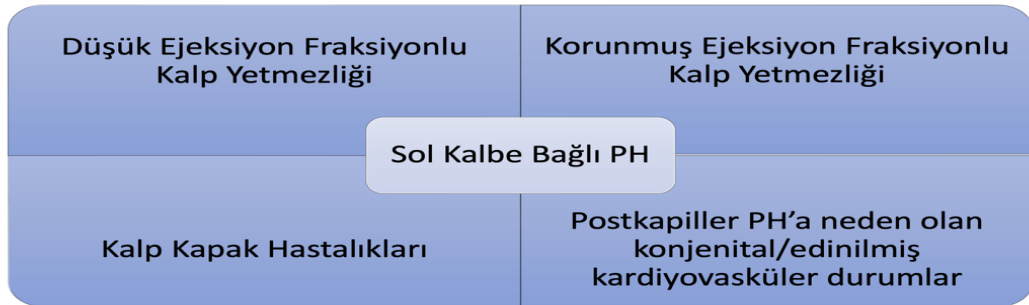 Düşük Ejeksiyon Fraksiyonlu
Kalp Yetmezliği
Korunmuş Ejeksiyon Fraksiyonlu
Kalp Yetmezliği
Sol Kalbe Bağlı PH
Kalp Kapak Hastalıkları
Postkapiller PH’a neden olan
konjenital/edinilmiş
kardiyovasküler durumlar